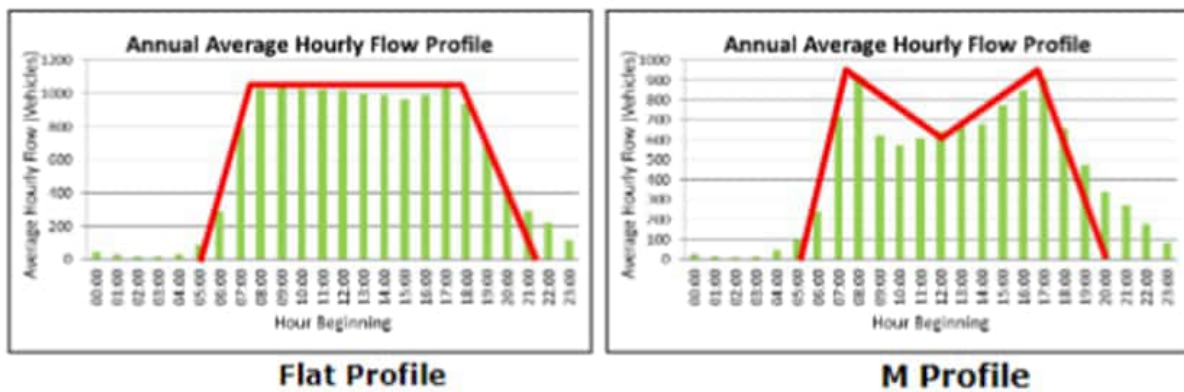 Annual Average Hourly Flow Profile
Average Hourly Flow (Vehicles)
1200
1000
800
600
400
200
0
00:00 01:00 02:00 03:00 04:00 05:00 06:00 07:00 08:00 09:00 10:00 11:00 12:00 13:00 14:00 15:00 16:00 17:00 18:00 19:00 20:00 21:00 22:00 23:00
Hour Beginning
Flat Profile
Annual Average Hourly Flow Profile
Average Hourly Flow (Vehicles)
1000
900
800
700
600
500
400
300
200
100
0
00:00 01:00 02:00 03:00 04:00 05:00 06:00 07:00 08:00 09:00 10:00 11:00 12:00 13:00 14:00 15:00 16:00 17:00 18:00 19:00 20:00 21:00 22:00 23:00
Hour Beginning
M Profile